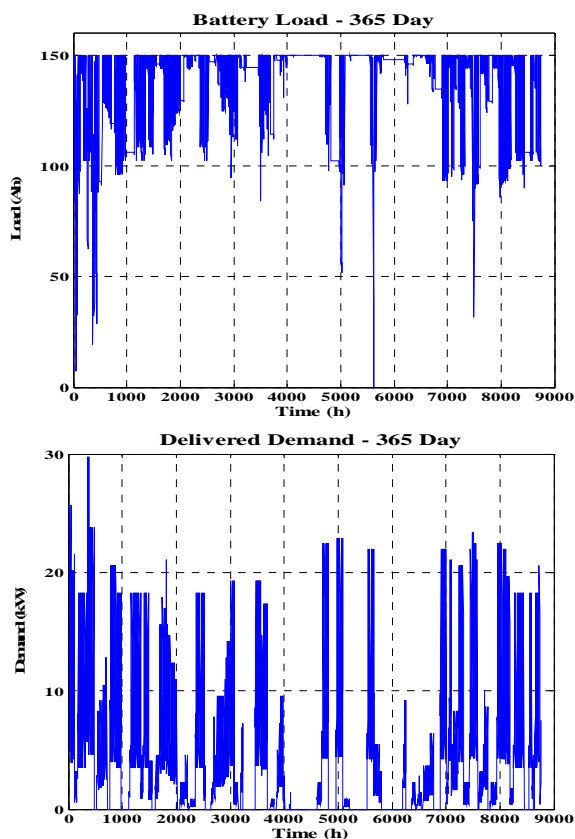 Battery Load - 365 Day
150
100
50
0
Load (Ah)
0 1000 2000 3000 4000 5000 6000 7000 8000 9000
Time (h)
Delivered Demand - 365 Day
30
20
10
0
Demand (kW)
0 1000 2000 3000 4000 5000 6000 7000 8000 9000
Time (h)